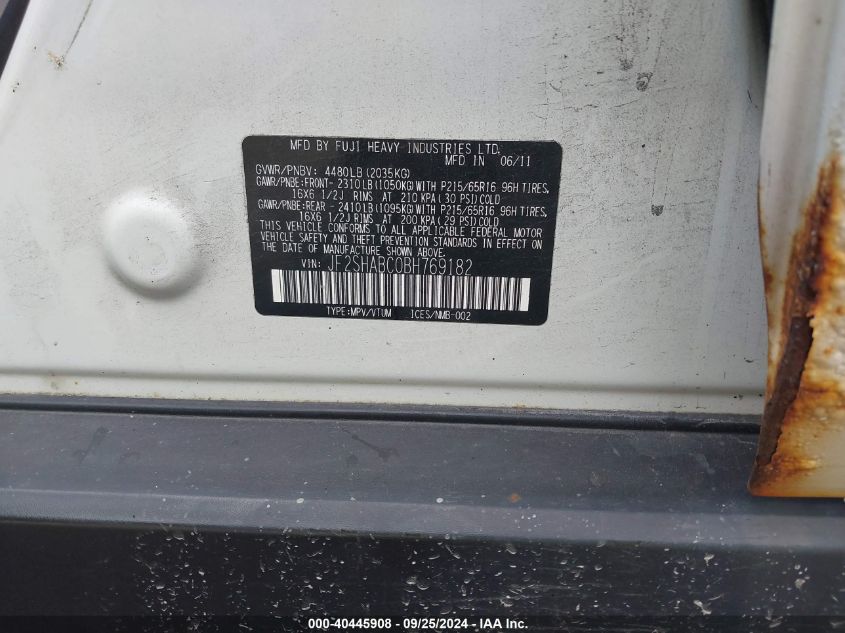 MFD BY FUJI HEAVY INDUSTRIES LTD.
MFD IN 06/11
GVWR/PNBV: 4480LB(2035KG)
GAWR/PNBE:FRONT- 2310LB(1050KG)WITH P215/65R16 96H TIRES,
16X6 1/2J RIMS AT 210 KPA(30 PSI)COLD
GAWR/PNBE:REAR - 2410LB(1095KG)WITH P215/65R16 96H TIRES,
16X6 1/2J RIMS AT 200 KPA(29 PSI)COLD
THIS VEHICLE CONFORMS TO ALL APPLICABLE FEDERAL MOTOR
VEHICLE SAFETY AND THEFT PREVENTION STANDARDS IN EFFECT ON
THE DATE OF MANUFACTURE SHOWN ABOVE.
VIN: JF2SHABC0BH769182
TYPE:MPV/VTUM ICES/NMB-002
000-40445908 - 09/25/2024 - IAA Inc.